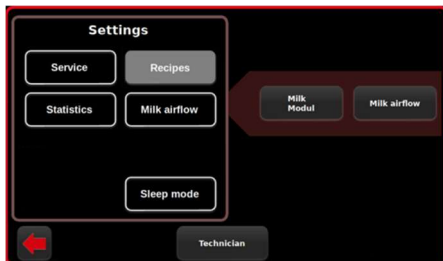 Settings
Service
Recipes
Statistics
Milk airflow
Sleep mode
Milk
Modul
Milk airflow
Technician